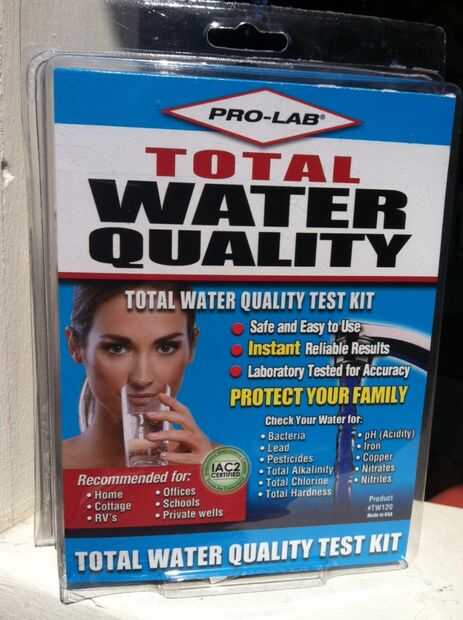 PRO-LAB®
TOTAL
WATER
QUALITY
TOTAL WATER QUALITY TEST KIT
• Safe and Easy to Use
• Instant Reliable Results
• Laboratory Tested for Accuracy
PROTECT YOUR FAMILY
Check Your Water for:
• Bacteria
• Lead
• Pesticides
• Total Alkalinity
• Total Chlorine
• Total Hardness
• pH (Acidity)
• Iron
• Copper
• Nitrates
• Nitrites
IAC2
CERTIFIED
Recommended for:
• Home
• Cottage
• RV's
• Offices
• Schools
• Private wells
Product
#TW120
Made in USA
TOTAL WATER QUALITY TEST KIT